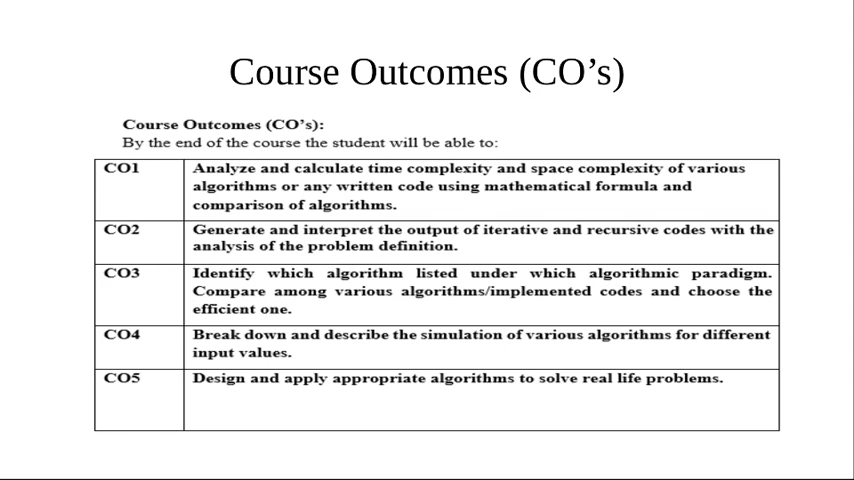 Course Outcomes (CO’s)
Course Outcomes (CO’s):
By the end of the course the student will be able to:
CO1 Analyze and calculate time complexity and space complexity of various
algorithms or any written code using mathematical formula and
comparison of algorithms.
CO2 Generate and interpret the output of iterative and recursive codes with the
analysis of the problem definition.
CO3 Identify which algorithm listed under which algorithmic paradigm.
Compare among various algorithms/implemented codes and choose the
efficient one.
CO4 Break down and describe the simulation of various algorithms for different
input values.
CO5 Design and apply appropriate algorithms to solve real life problems.